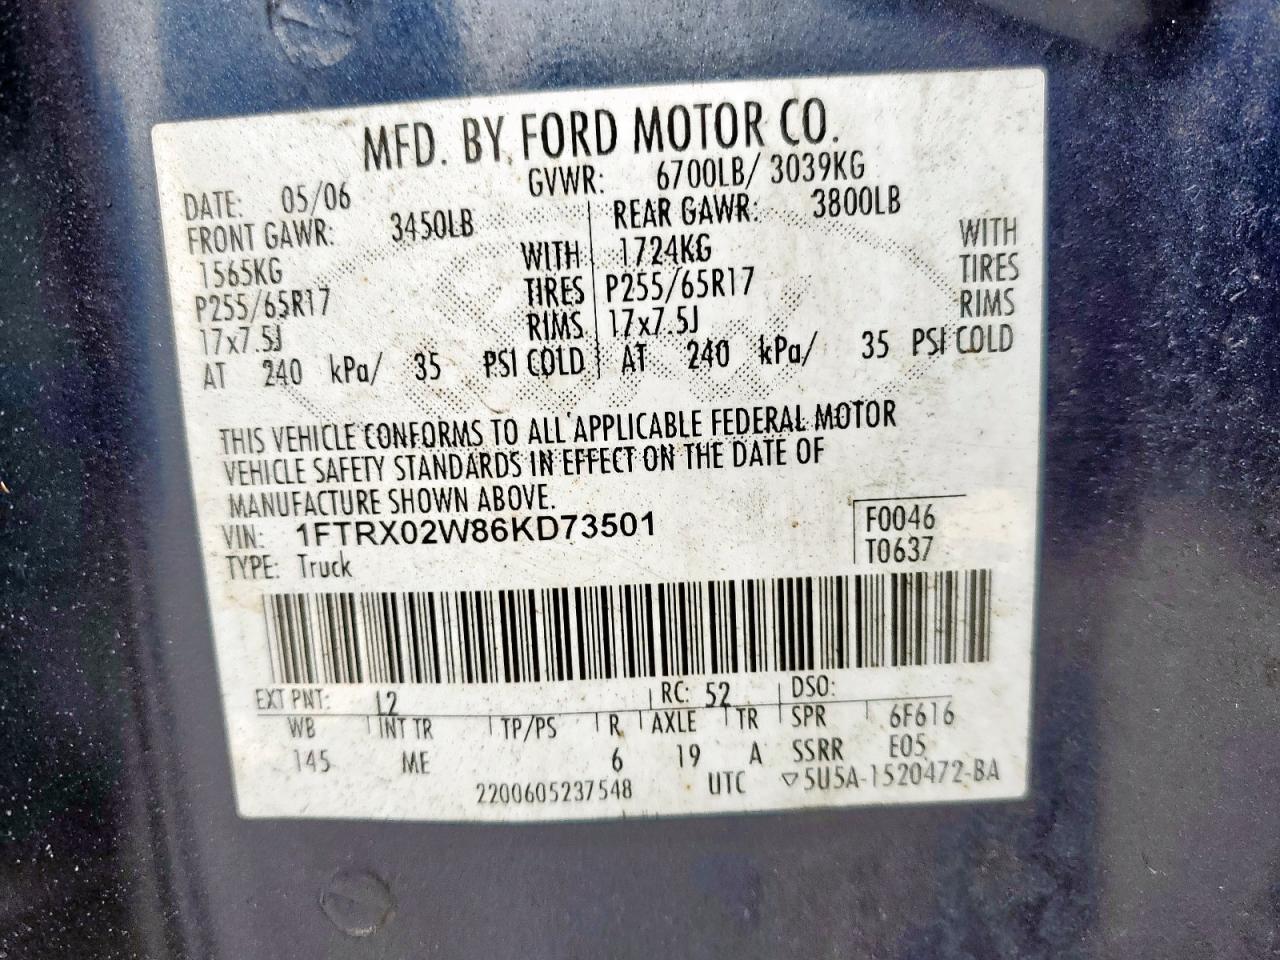 MFD. BY FORD MOTOR CO.
DATE: 05/06 GVWR: 6700LB/ 3039KG
FRONT GAWR: 3450LB REAR GAWR: 3800LB
1565KG WITH 1724KG WITH
P255/65R17 TIRES P255/65R17 TIRES
17x7.5J RIMS 17x7.5J RIMS
AT 240 kPa/ 35 PSI COLD AT 240 kPa/ 35 PSI COLD
THIS VEHICLE CONFORMS TO ALL APPLICABLE FEDERAL MOTOR
VEHICLE SAFETY STANDARDS IN EFFECT ON THE DATE OF
MANUFACTURE SHOWN ABOVE.
VIN: 1FTRX02W86KD73501 F0046
TYPE: Truck T0637
EXT PNT: L2 RC: 52 DSO:
WB INT TR TP/PS R AXLE TR SPR 6F616
145 ME 6 19 A SSRR E05
2200605237548 UTC ▽5U5A-1520472-BA